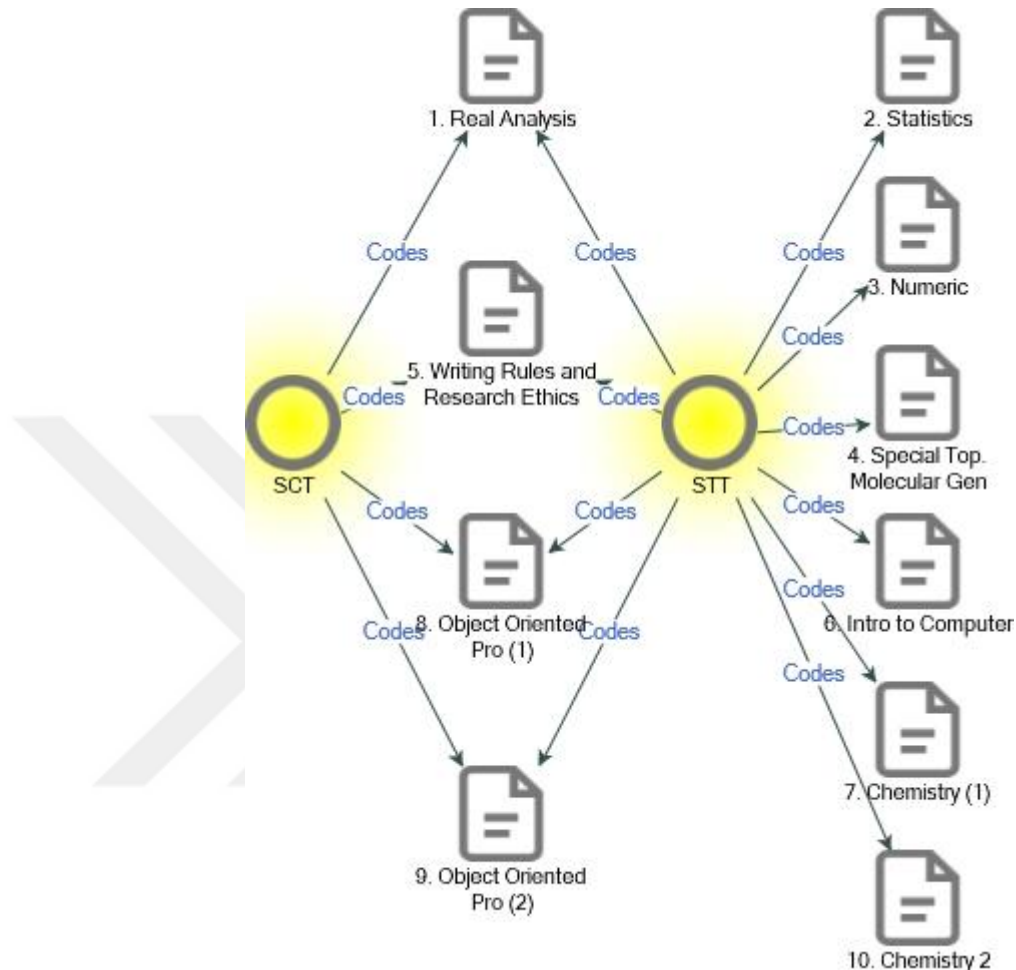 1. Real Analysis
2. Statistics
Codes
Codes
Codes
3. Numeric
Codes
5. Writing Rules and
Research Ethics
Codes
Codes
Codes
4. Special Top.
Molecular Gen
SCT
STT
Codes
Codes
Codes
Codes
6. Intro to Computer
8. Object Oriented
Pro (1)
Codes
Codes
Codes
7. Chemistry (1)
9. Object Oriented
Pro (2)
10. Chemistry 2